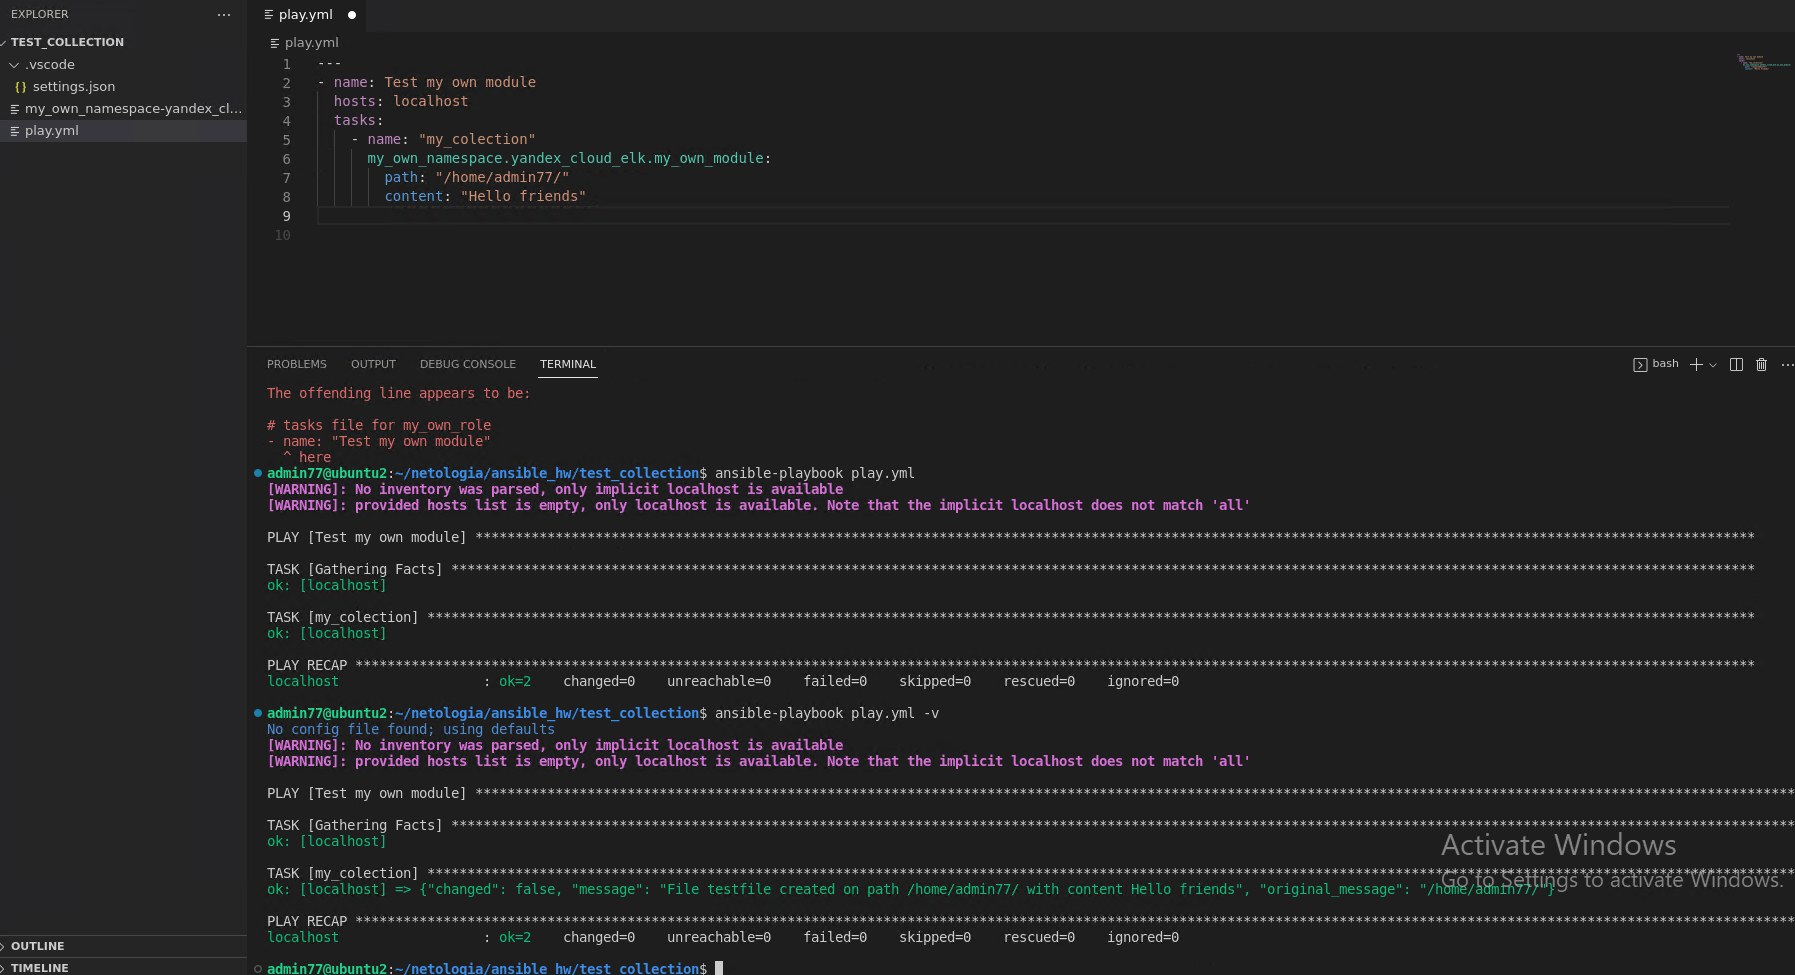 EXPLORER
TEST_COLLECTION
.vscode
{} settings.json
my_own_namespace-yandex_cl...
play.yml
OUTLINE
TIMELINE
play.yml
play.yml
1 ---
2 - name: Test my own module
3 hosts: localhost
4 tasks:
5 - name: "my_colection"
6 my_own_namespace.yandex_cloud_elk.my_own_module:
7 path: "/home/admin77/"
8 content: "Hello friends"
9
10
PROBLEMS OUTPUT DEBUG CONSOLE TERMINAL bash
The offending line appears to be:
# tasks file for my_own_role
- name: "Test my own module"
^ here
admin77@ubuntu2:~/netologia/ansible_hw/test_collection$ ansible-playbook play.yml
[WARNING]: No inventory was parsed, only implicit localhost is available
[WARNING]: provided hosts list is empty, only localhost is available. Note that the implicit localhost does not match 'all'
PLAY [Test my own module] ****************************************************************************************************************************************************************
TASK [Gathering Facts] *******************************************************************************************************************************************************************
ok: [localhost]
TASK [my_colection] **********************************************************************************************************************************************************************
ok: [localhost]
PLAY RECAP *******************************************************************************************************************************************************************************
localhost : ok=2 changed=0 unreachable=0 failed=0 skipped=0 rescued=0 ignored=0
admin77@ubuntu2:~/netologia/ansible_hw/test_collection$ ansible-playbook play.yml -v
No config file found; using defaults
[WARNING]: No inventory was parsed, only implicit localhost is available
[WARNING]: provided hosts list is empty, only localhost is available. Note that the implicit localhost does not match 'all'
PLAY [Test my own module] *********************************************************************************************************************************************************************
TASK [Gathering Facts] ************************************************************************************************************************************************************************
ok: [localhost]
TASK [my_colection] ***************************************************************************************************************************************************************************
ok: [localhost] => {"changed": false, "message": "File testfile created on path /home/admin77/ with content Hello friends", "original_message": "/home/admin77/"}
PLAY RECAP ************************************************************************************************************************************************************************************
localhost : ok=2 changed=0 unreachable=0 failed=0 skipped=0 rescued=0 ignored=0
admin77@ubuntu2:~/netologia/ansible_hw/test_collection$
Activate Windows
Go to Settings to activate Windows.